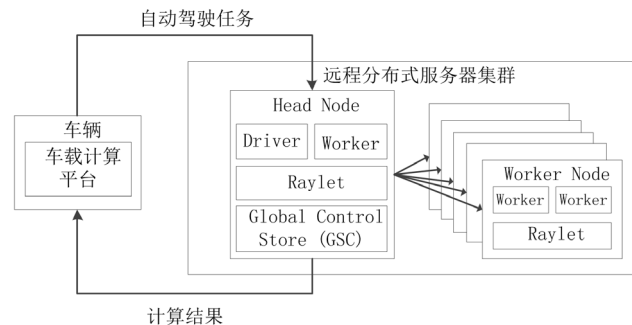 自动驾驶任务
远程分布式服务器集群
Head Node
车辆
车载计算
平台
Driver
Worker
Raylet
Global Control
Store (GSC)
Worker Node
Worker
Worker
Raylet
计算结果